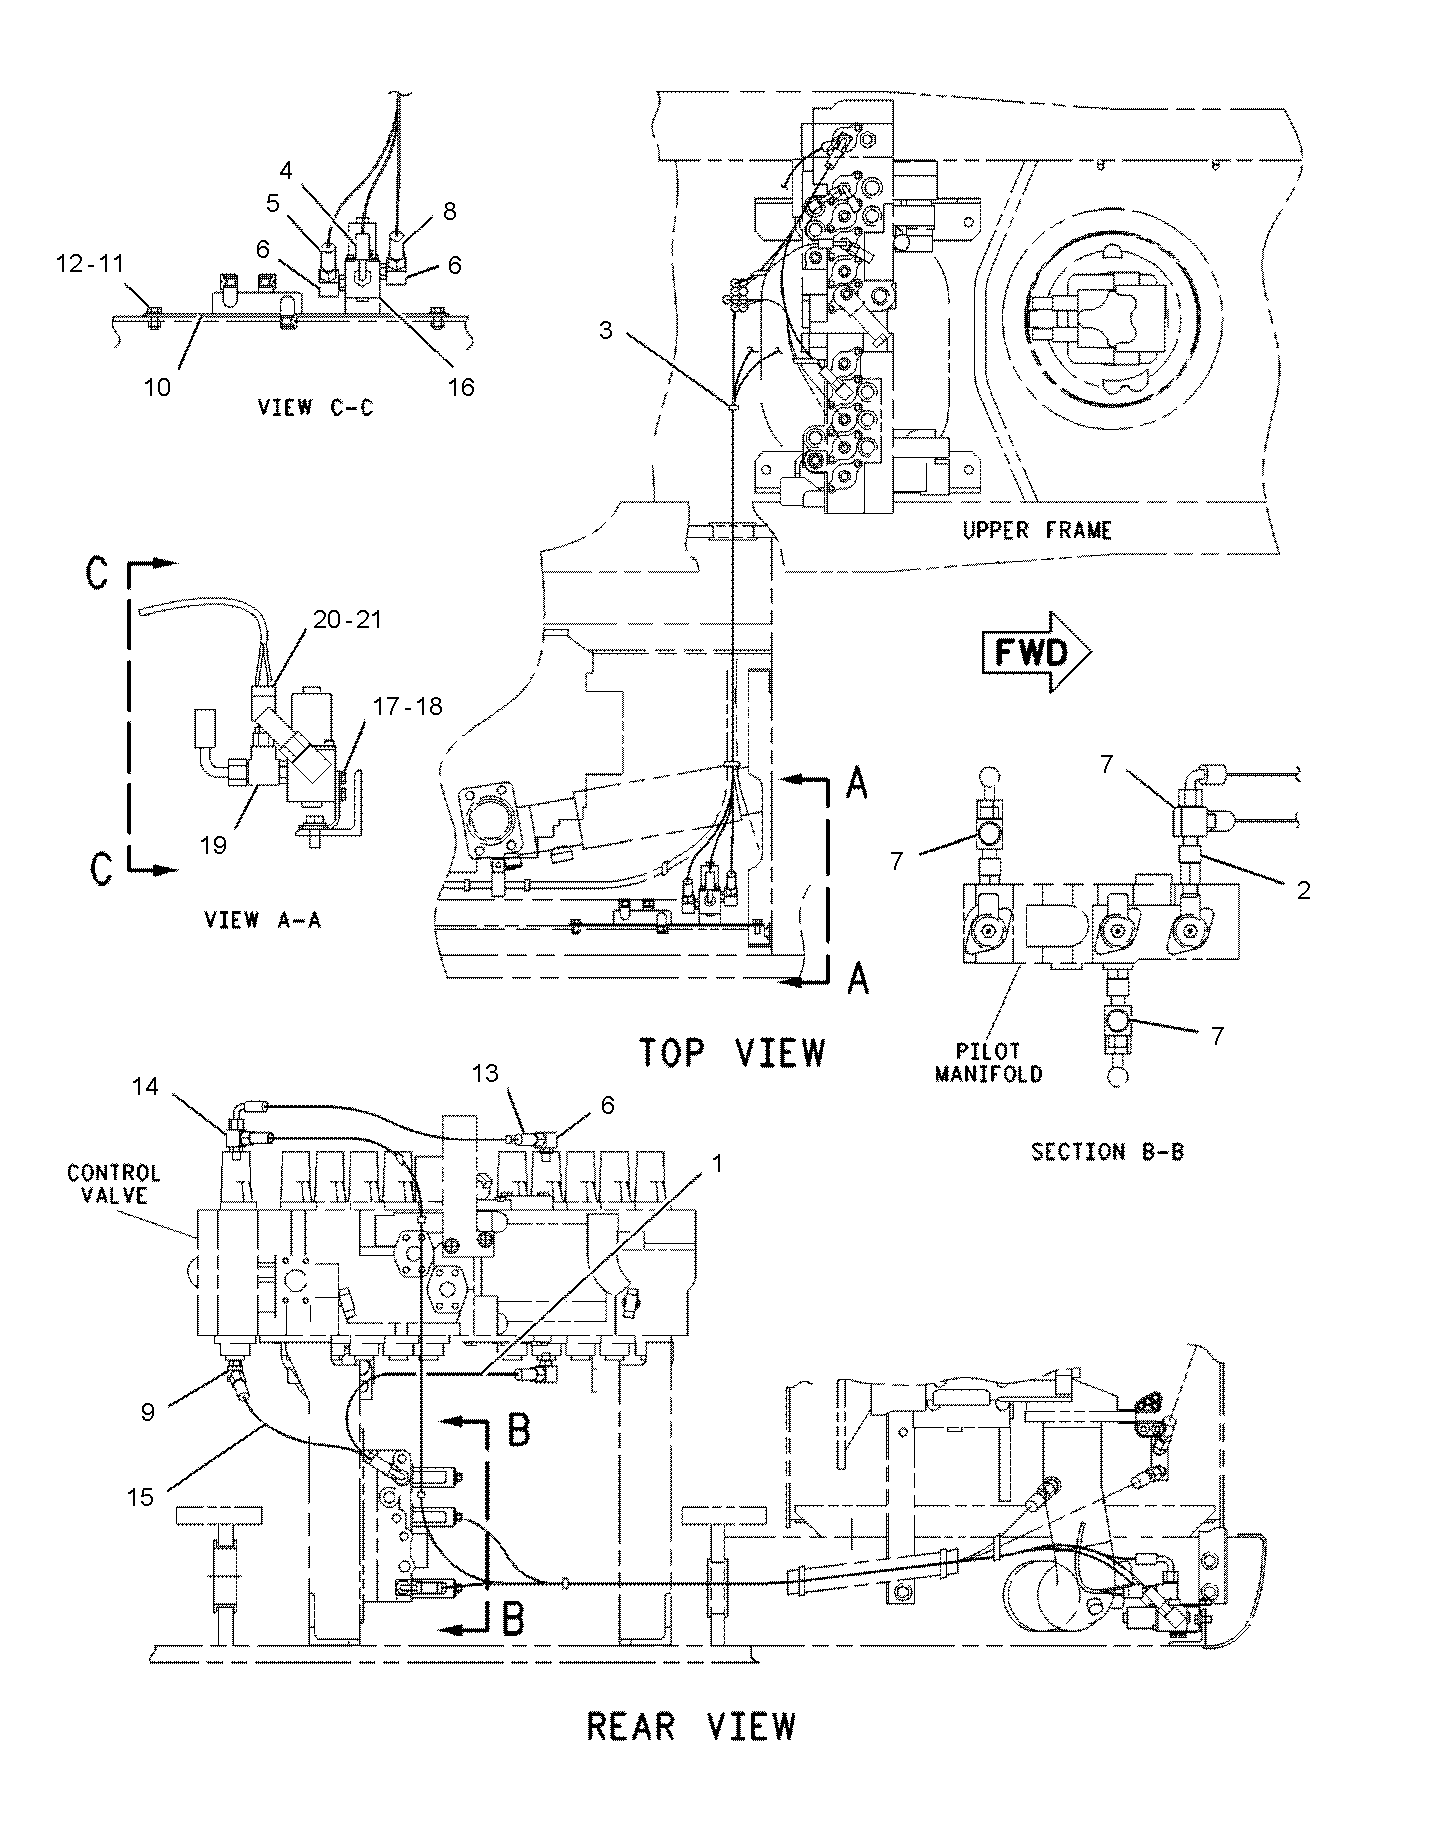 4
5
8
6
6
12-11
3
10
16
VIEW C-C
UPPER FRAME
C
20-21
FWD
17-18
7
A
7
19
2
C
VIEW A-A
A
7
TOP VIEW
PILOT
MANIFOLD
14
13
6
SECTION B-B
1
CONTROL
VALVE
9
B
15
B
REAR VIEW